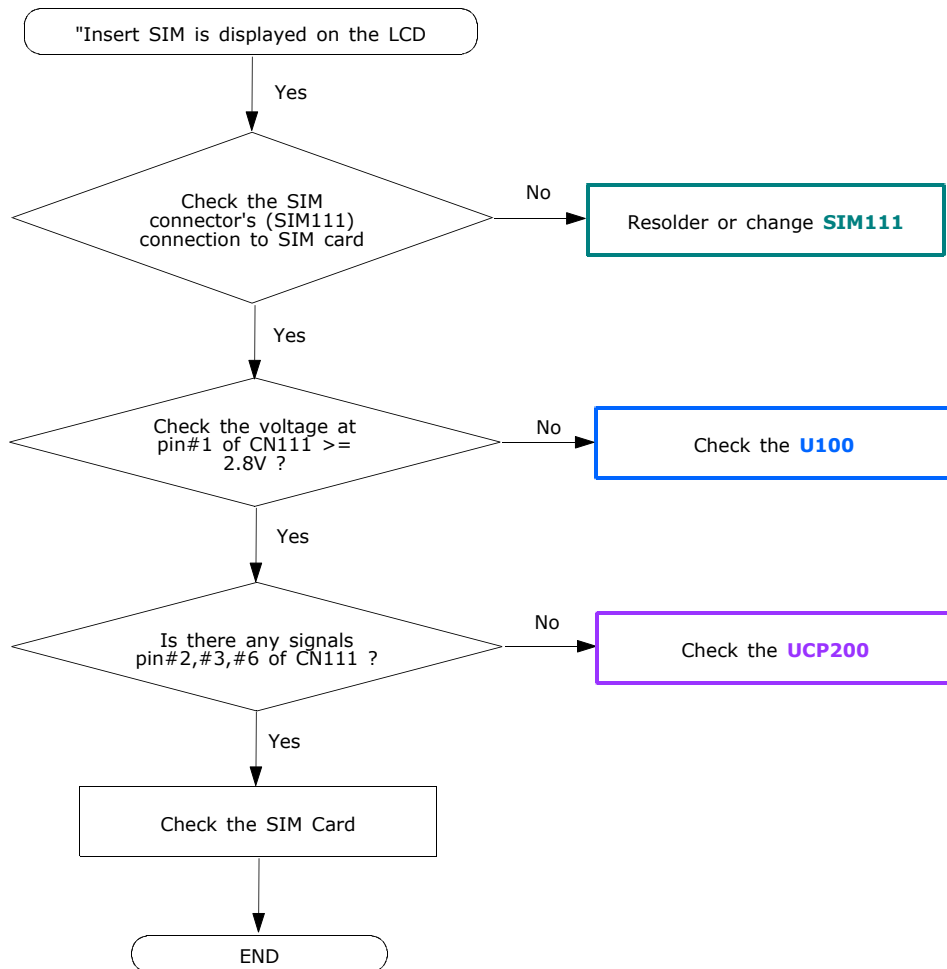 "Insert SIM is displayed on the LCD
Yes
Check the SIM
connector's (SIM111)
connection to SIM card
No
Resolder or change SIM111
Yes
Check the voltage at
pin#1 of CN111 >=
2.8V ?
No
Check the U100
Yes
Is there any signals
pin#2,#3,#6 of CN111 ?
No
Check the UCP200
Yes
Check the SIM Card
END